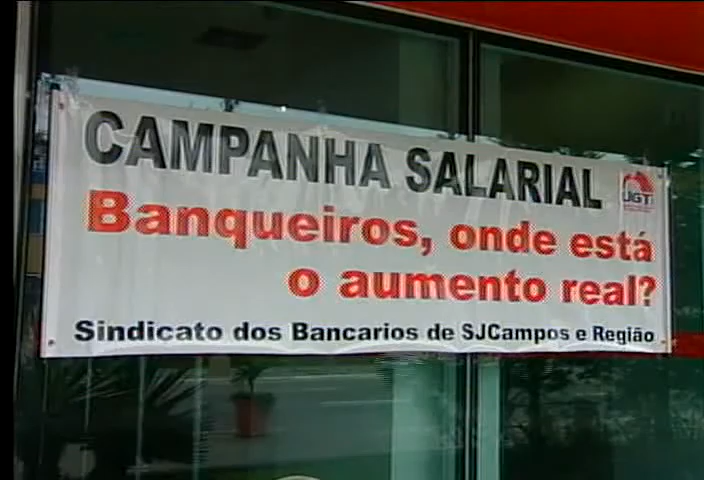 CAMPANHA SALARIAL
UGT
Banqueiros, onde está
o aumento real?
Sindicato dos Bancarios de SJCampos e Região